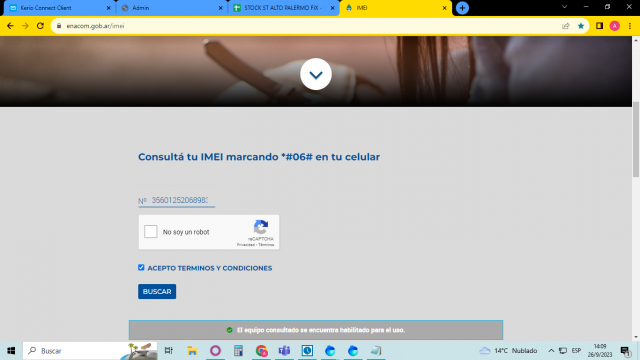 Kerio Connect Client
Admin
STOCK ST ALTO PALERMO FIX -
IMEI
enacom.gob.ar/imei
A
Consultá tu IMEI marcando *#06# en tu celular
Nº 35601252068983
No soy un robot
reCAPTCHA
Privacidad - Términos
ACEPTO TERMINOS Y CONDICIONES
BUSCAR
El equipo consultado se encuentra habilitado para el uso.
Buscar
14°C Nublado
ESP
14:09
26/9/2023